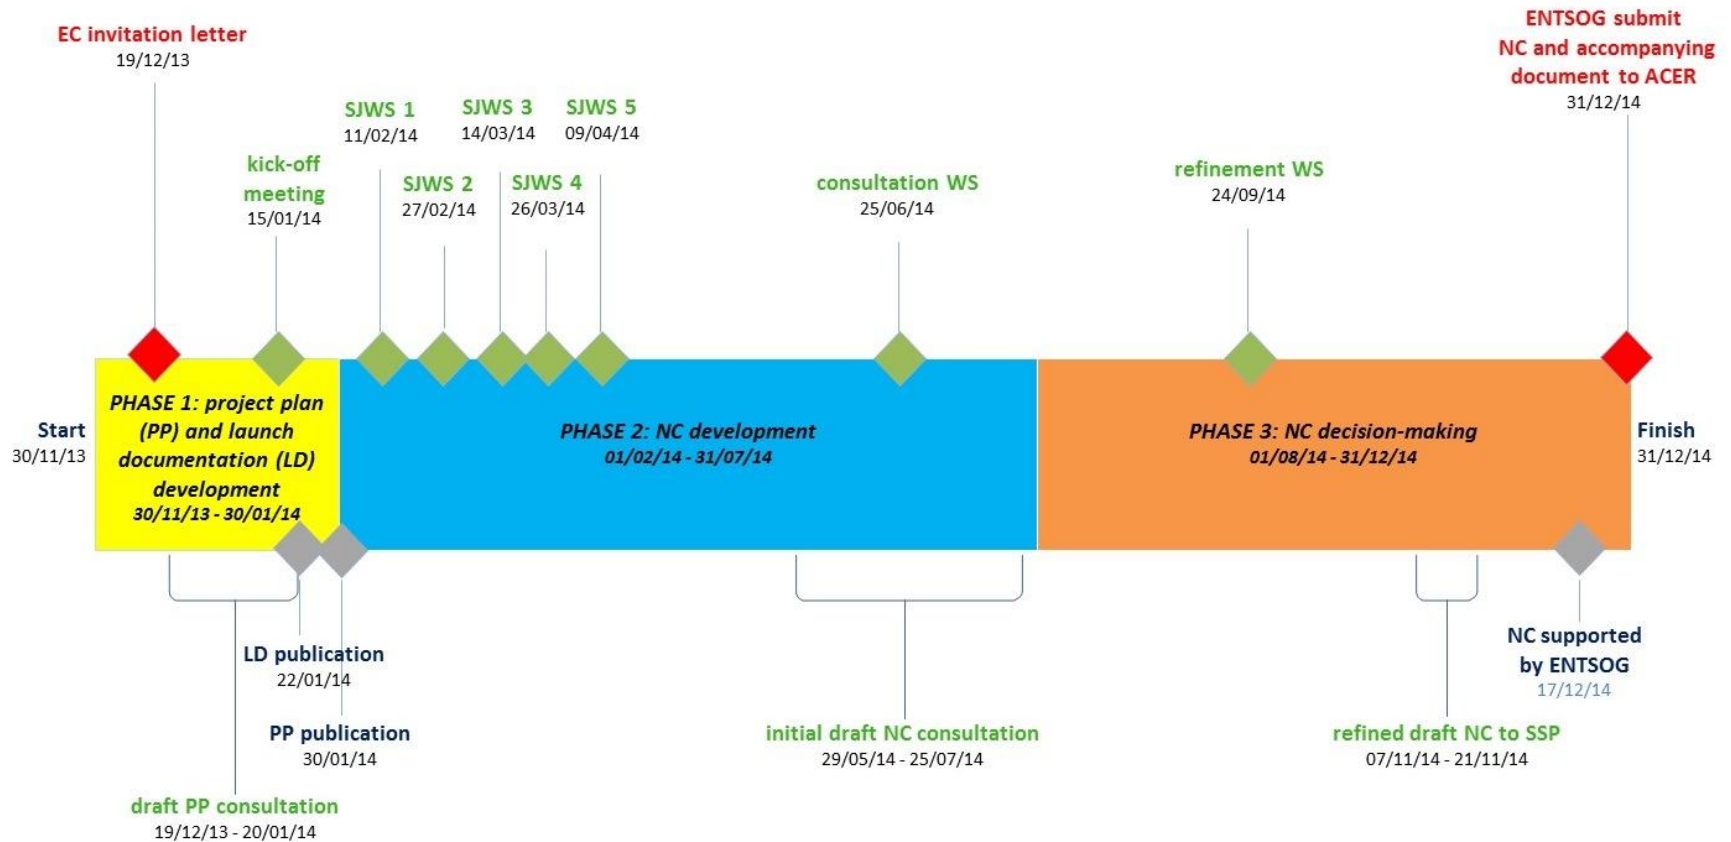 EC invitation letter
19/12/13
ENTSOG submit
NC and accompanying
document to ACER
31/12/14
SJWS 1
11/02/14
SJWS 3
14/03/14
SJWS 5
09/04/14
kick-off
meeting
15/01/14
SJWS 2
27/02/14
SJWS 4
26/03/14
consultation WS
25/06/14
refinement WS
24/09/14
Start
30/11/13
PHASE 1: project plan
(PP) and launch
documentation (LD)
development
30/11/13 - 30/01/14
PHASE 2: NC development
01/02/14 - 31/07/14
PHASE 3: NC decision-making
01/08/14 - 31/12/14
Finish
31/12/14
LD publication
22/01/14
PP publication
30/01/14
draft PP consultation
19/12/13 - 20/01/14
initial draft NC consultation
29/05/14 - 25/07/14
refined draft NC to SSP
07/11/14 - 21/11/14
NC supported
by ENTSOG
17/12/14